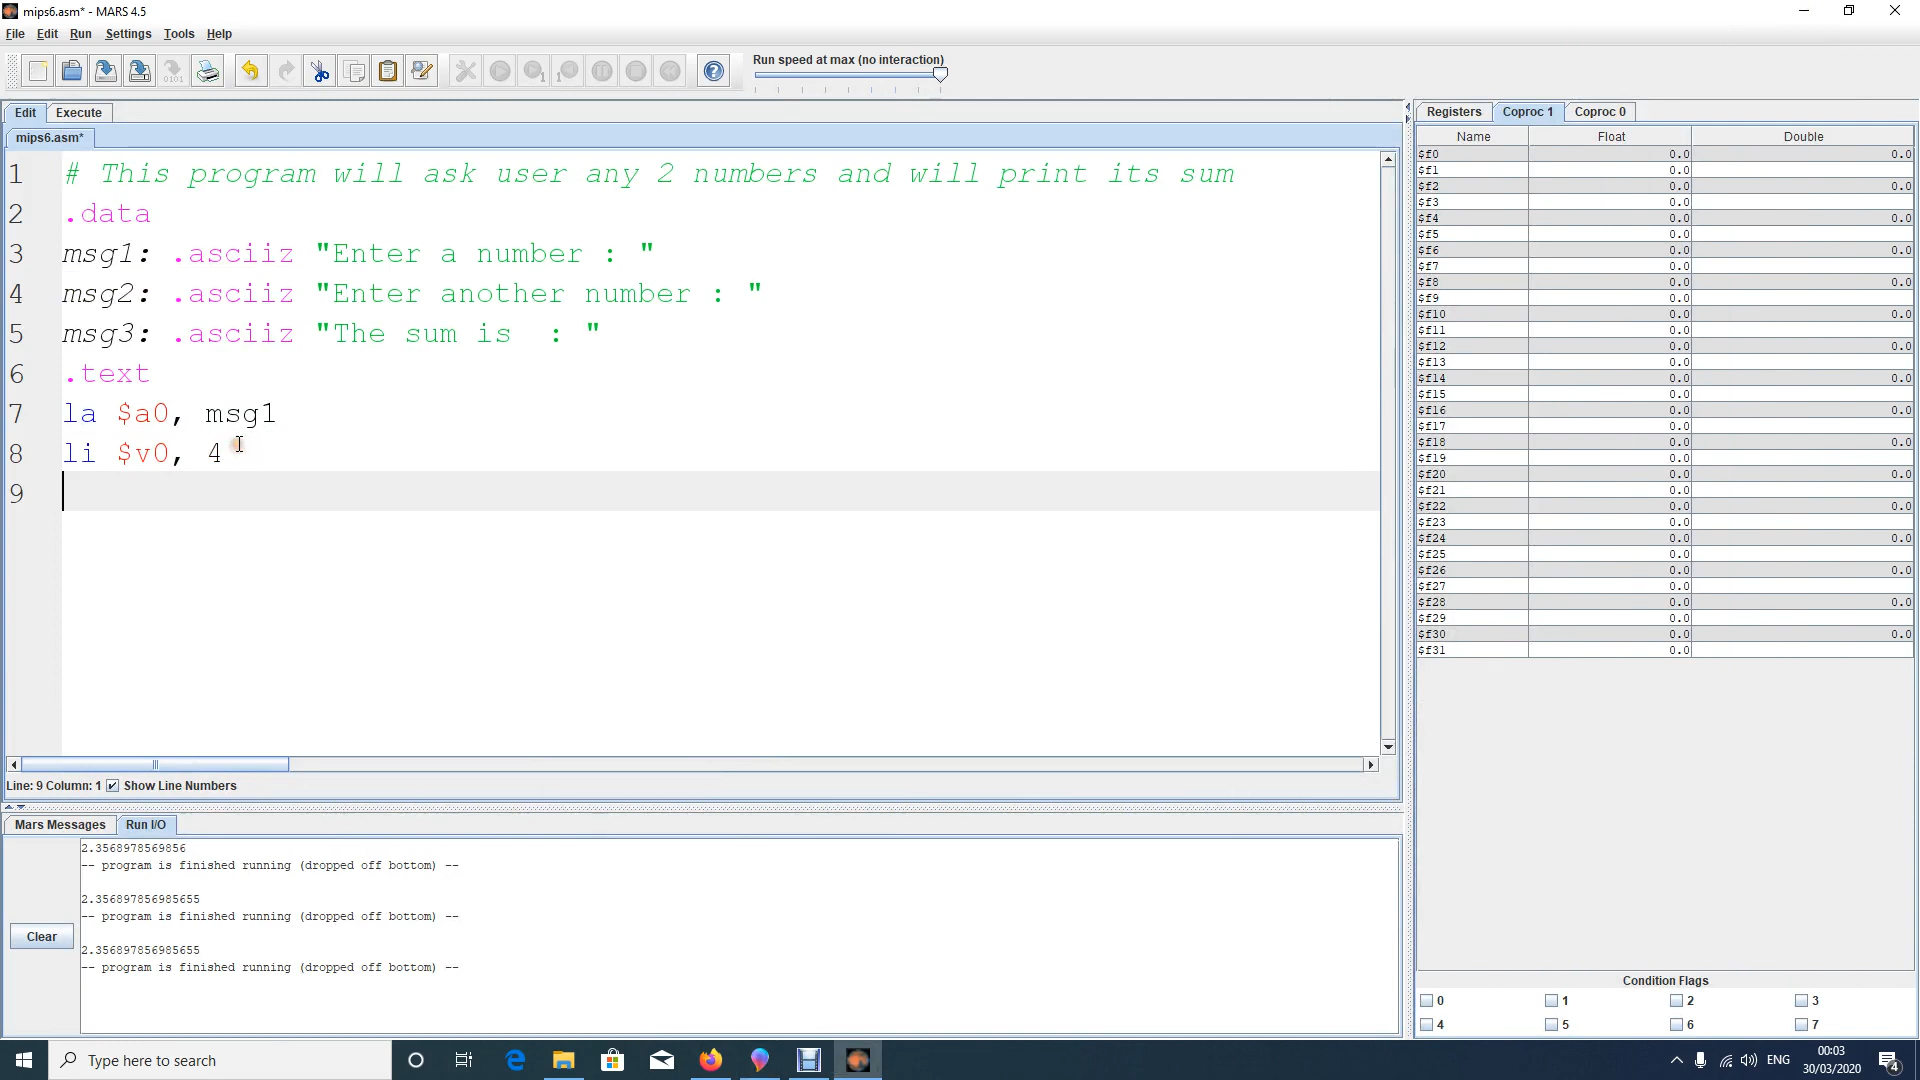 mips6.asm* - MARS 4.5
File Edit Run Settings Tools Help
Run speed at max (no interaction)
Edit Execute
mips6.asm*
1 # This program will ask user any 2 numbers and will print its sum
2 .data
3 msg1: .asciiz "Enter a number : "
4 msg2: .asciiz "Enter another number : "
5 msg3: .asciiz "The sum is  : "
6 .text
7 la $a0, msg1
8 li $v0, 4
9
Line: 9 Column: 1 Show Line Numbers
Mars Messages Run I/O
2.3568978569856
-- program is finished running (dropped off bottom) --
2.356897856985655
-- program is finished running (dropped off bottom) --
2.356897856985655
-- program is finished running (dropped off bottom) --
Clear
Registers Coproc 1 Coproc 0
Name Float Double
$f0 0.0 0.0
$f1 0.0
$f2 0.0 0.0
$f3 0.0
$f4 0.0 0.0
$f5 0.0
$f6 0.0 0.0
$f7 0.0
$f8 0.0 0.0
$f9 0.0
$f10 0.0 0.0
$f11 0.0
$f12 0.0 0.0
$f13 0.0
$f14 0.0 0.0
$f15 0.0
$f16 0.0 0.0
$f17 0.0
$f18 0.0 0.0
$f19 0.0
$f20 0.0 0.0
$f21 0.0
$f22 0.0 0.0
$f23 0.0
$f24 0.0 0.0
$f25 0.0
$f26 0.0 0.0
$f27 0.0
$f28 0.0 0.0
$f29 0.0
$f30 0.0 0.0
$f31 0.0
Condition Flags
0 1 2 3
4 5 6 7
Type here to search
ENG
00:03
30/03/2020
4